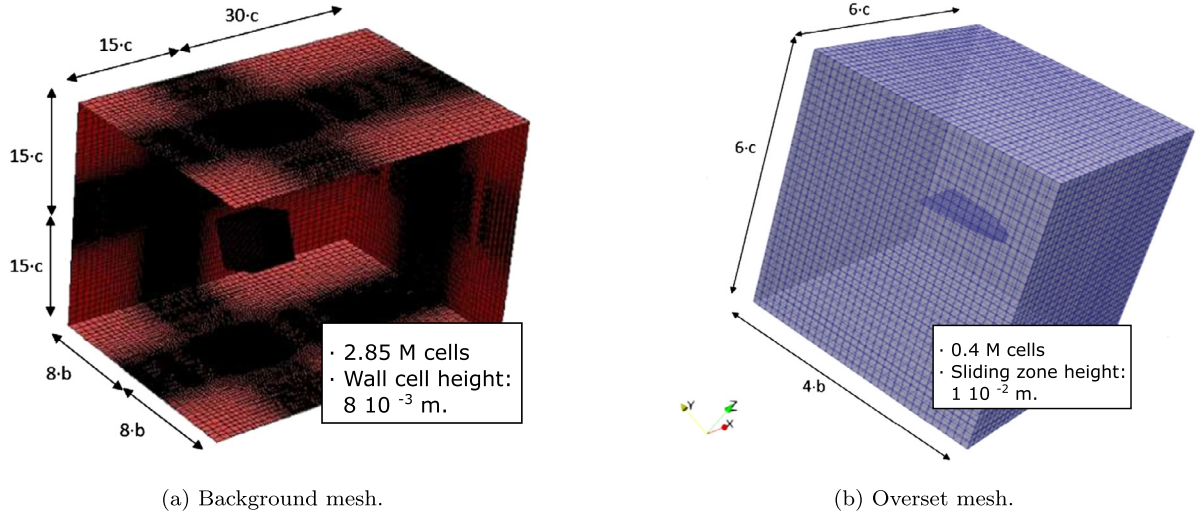 30·c
15·c
15·c
15·c
8·b
8·b
· 2.85 M cells
· Wall cell height:
8 10 -3 m.
(a) Background mesh.
6·c
6·c
4·b
· 0.4 M cells
· Sliding zone height:
1 10 -2 m.
Y Z
X
(b) Overset mesh.